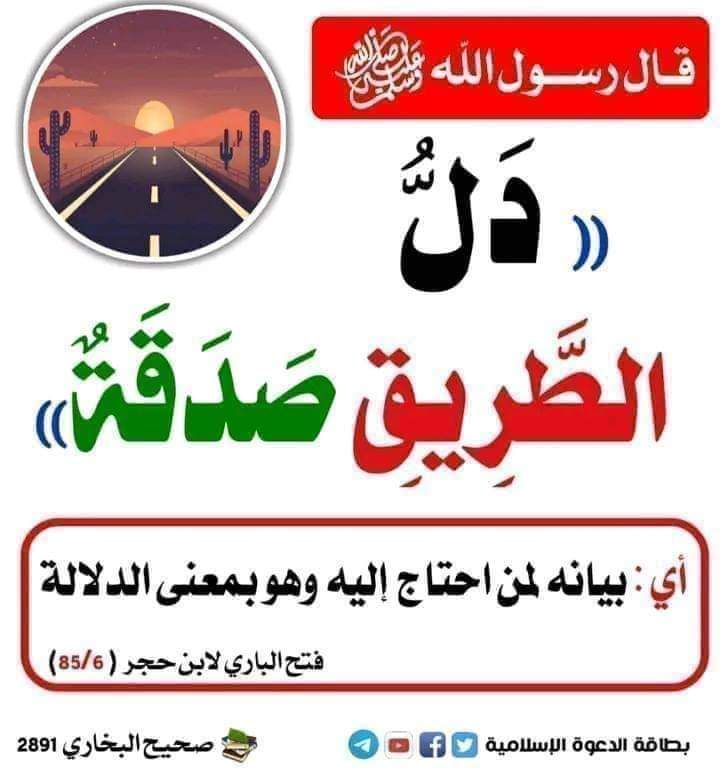 قال رسول الله ﷺ
« دَلُّ
الطَّرِيقِ صَدَقَةٌ »
أي: بيانه لمن احتاج إليه وهو بمعنى الدلالة
فتح الباري لابن حجر (85/6)
بطاقة الدعوة الإسلامية
صحيح البخاري 2891